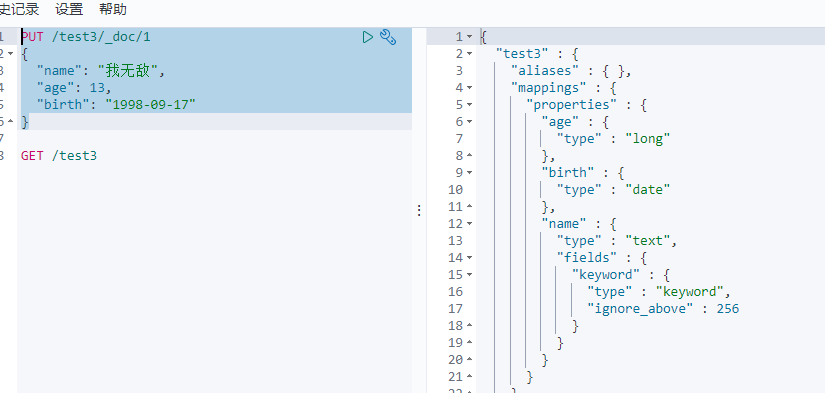 史记录 设置 帮助
1 PUT /test3/_doc/1
2 {
3 "name": "我无敌",
4 "age": 13,
5 "birth": "1998-09-17"
6 }
7
8 GET /test3
1 {
2 "test3" : {
3 "aliases" : { },
4 "mappings" : {
5 "properties" : {
6 "age" : {
7 "type" : "long"
8 },
9 "birth" : {
10 "type" : "date"
11 },
12 "name" : {
13 "type" : "text",
14 "fields" : {
15 "keyword" : {
16 "type" : "keyword",
17 "ignore_above" : 256
18 }
19 }
20 }
21 }